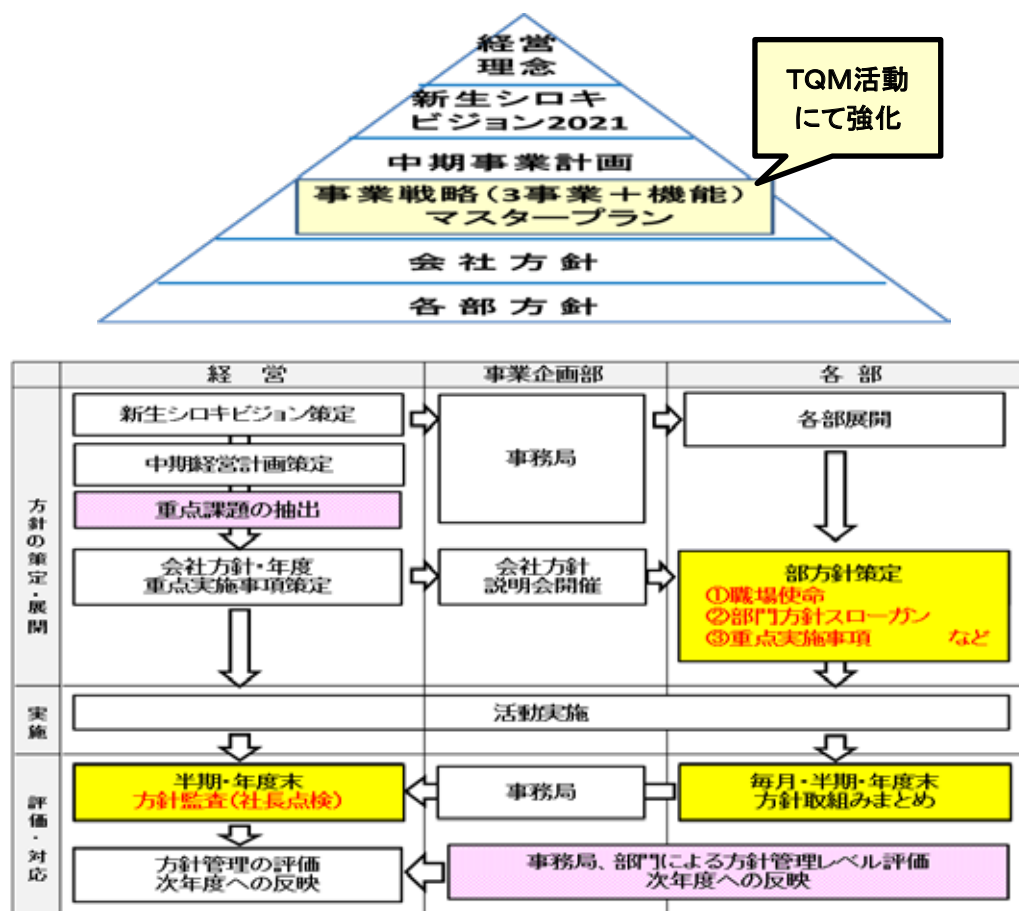 経営
理念
新生シロキ
ビジョン2021
中期事業計画
事業戦略(3事業＋機能)
マスタープラン
会社方針
各部方針
TQM活動
にて強化
経 営
事業企画部
各 部
方針の策定・展開
新生シロキビジョン策定
中期経営計画策定
重点課題の抽出
会社方針・年度
重点実施事項策定
事務局
会社方針
説明会開催
各部展開
部方針策定
①職場使命
②部門方針スローガン
③重点実施事項 など
実施
活動実施
評価・対応
半期・年度末
方針監査(社長点検)
事務局
毎月・半期・年度末
方針取組みまとめ
方針管理の評価
次年度への反映
事務局、部門による方針管理レベル評価
次年度への反映